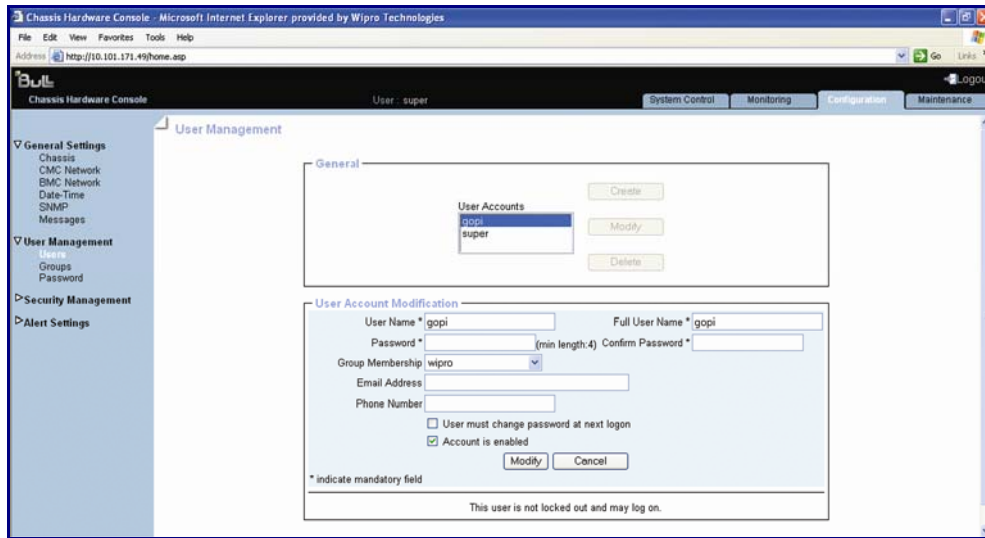 Chassis Hardware Console - Microsoft Internet Explorer provided by Wipro Technologies
File Edit View Favorites Tools Help
Address http://10.101.171.49/home.asp Go Links
Bull
Logout
Chassis Hardware Console
User : super
System Control Monitoring Configuration Maintenance
General Settings
Chassis
CMC Network
BMC Network
Date-Time
SNMP
Messages
User Management
Users
Groups
Password
Security Management
Alert Settings
User Management
General
User Accounts
gopi
super
Create
Modify
Delete
User Account Modification
User Name * gopi Full User Name * gopi
Password * (min length:4) Confirm Password *
Group Membership wipro
Email Address
Phone Number
User must change password at next logon
Account is enabled
Modify Cancel
* indicate mandatory field
This user is not locked out and may log on.